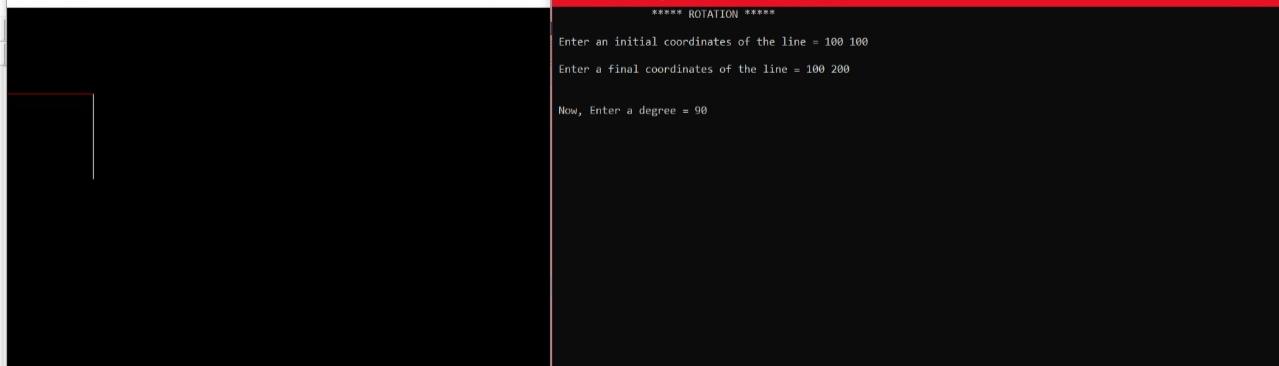 ***** ROTATION *****
Enter an initial coordinates of the line = 100 100
Enter a final coordinates of the line = 100 200
Now, Enter a degree = 90